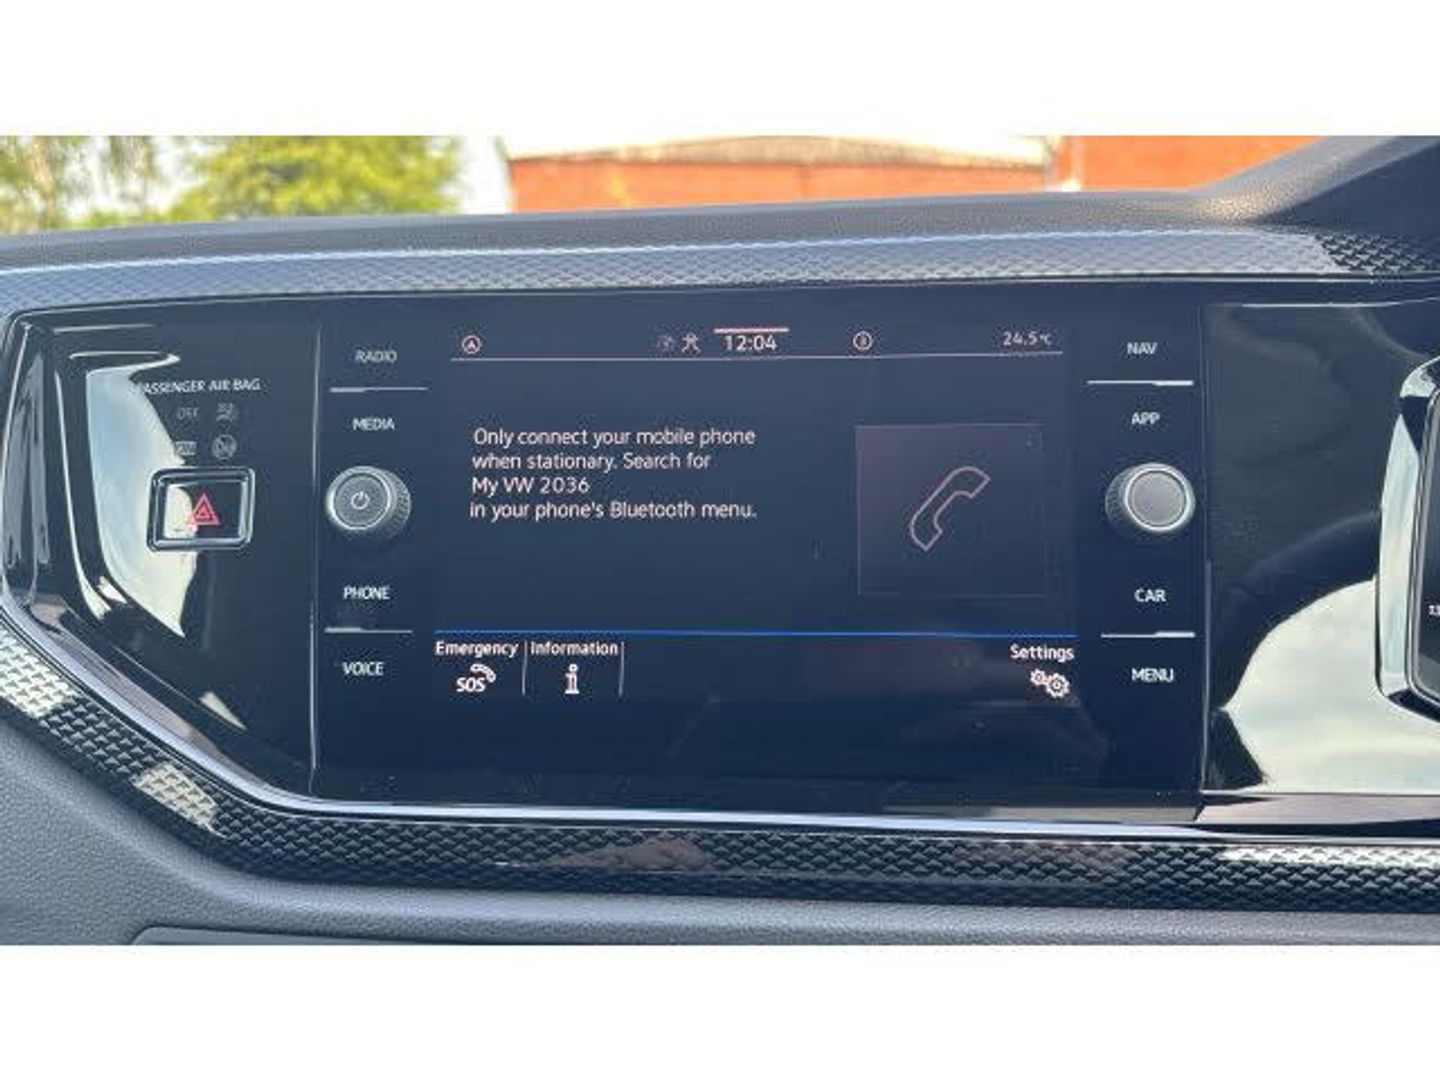 PASSENGER AIR BAG
OFF
RADIO
MEDIA
PHONE
VOICE
12:04
24.5°C
Only connect your mobile phone
when stationary. Search for
My VW 2036
in your phone's Bluetooth menu.
Emergency
SOS
Information
i
Settings
NAV
APP
CAR
MENU